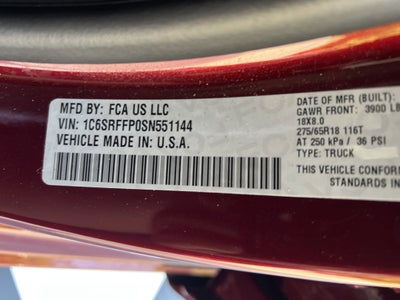 MFD BY: FCA US LLC
VIN: 1C6SRFFP0SN551144
VEHICLE MADE IN: U.S.A.
DATE OF MFR (BUILT):
GAWR FRONT: 3900 LB
18X8.0
275/65R18 116T
AT 250 kPa / 36 PSI
TYPE: TRUCK
THIS VEHICLE CONFOR
STANDARDS IN